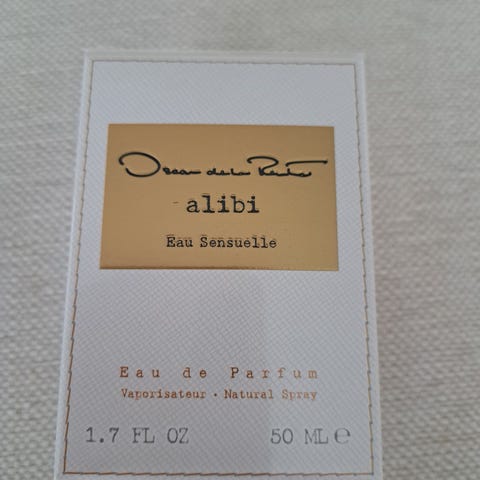 Oscar de la Renta
alibi
Eau Sensuelle
Eau de Parfum
Vaporisateur · Natural Spray
1.7 FL OZ 50 ML ℮